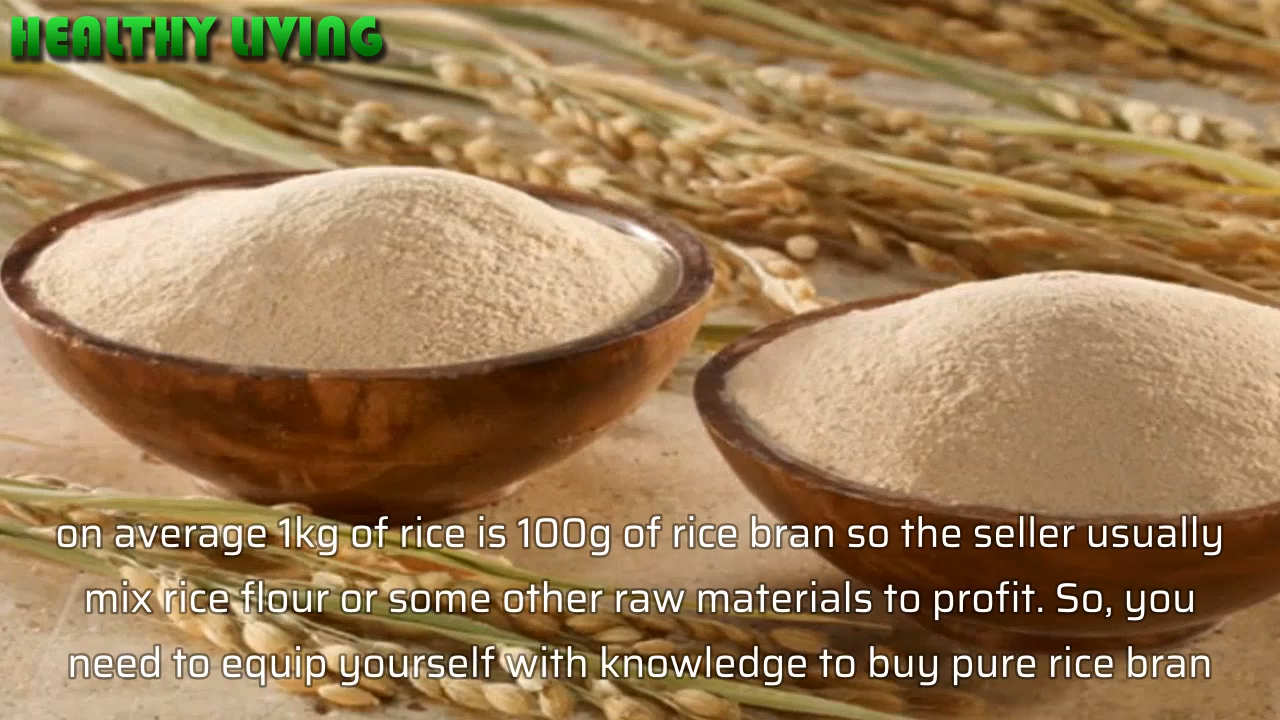 HEALTHY LIVING
on average 1kg of rice is 100g of rice bran so the seller usually
mix rice flour or some other raw materials to profit. So, you
need to equip yourself with knowledge to buy pure rice bran